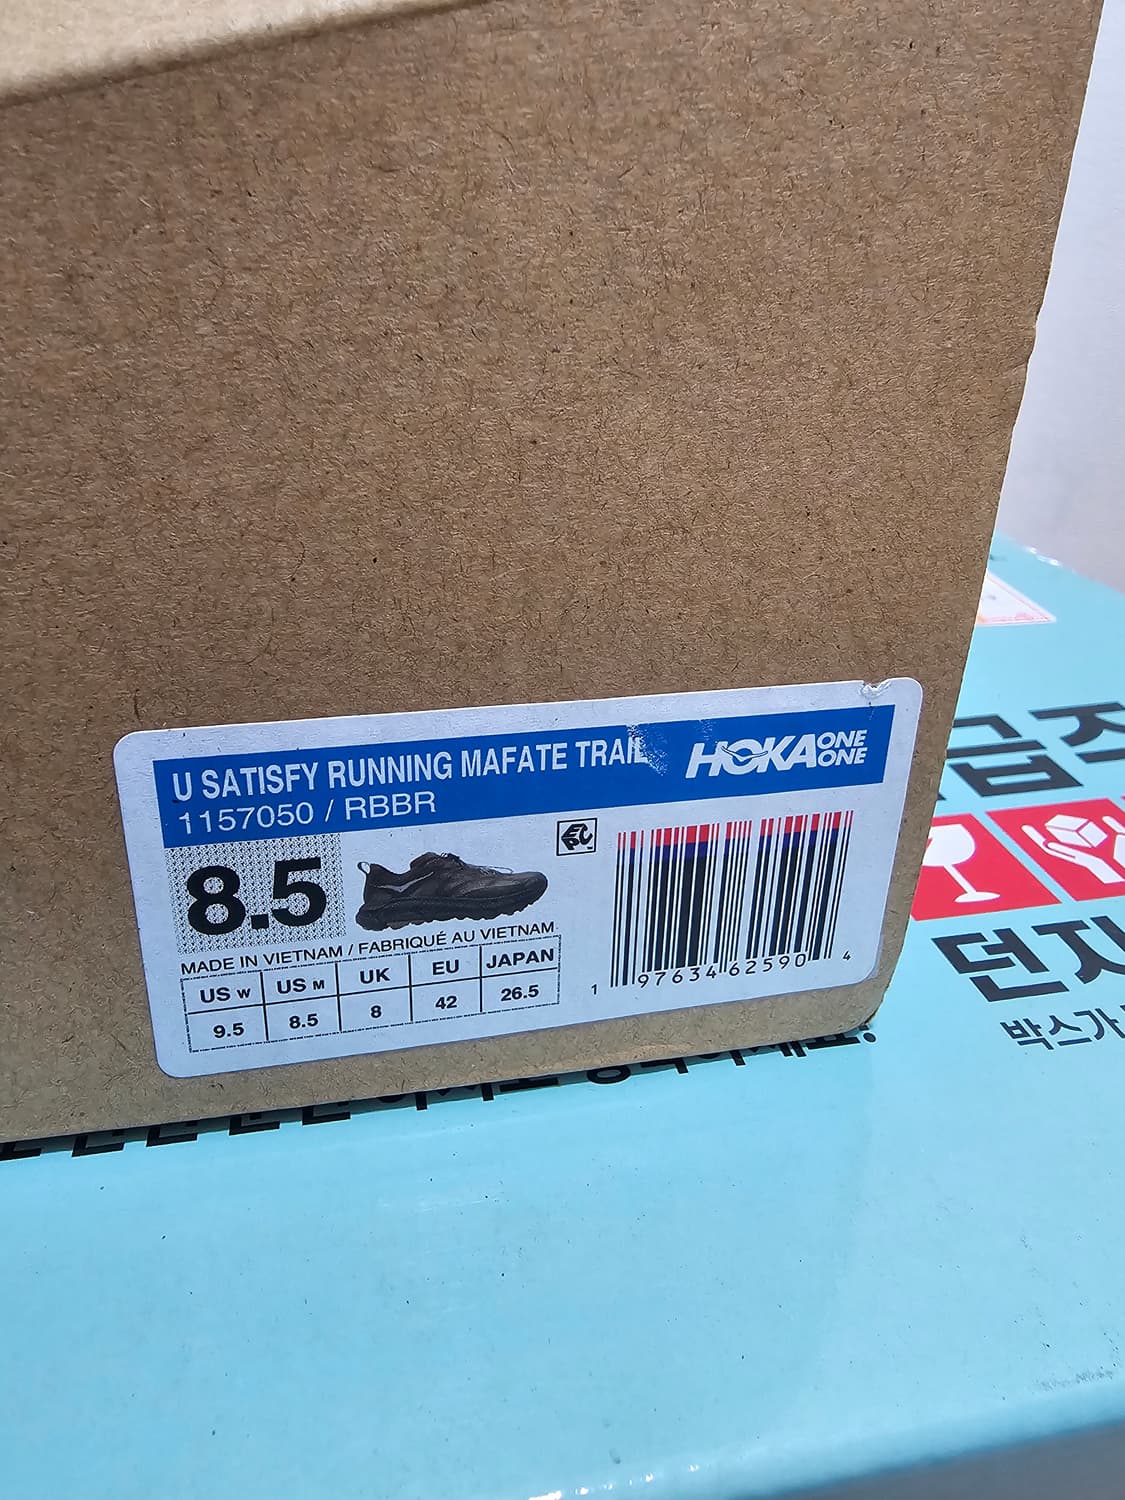 U SATISFY RUNNING MAFATE TRAIL
HOKA ONE ONE
1157050 / RBBR
8.5
MADE IN VIETNAM / FABRIQUÉ AU VIETNAM
US W US M UK EU JAPAN
9.5 8.5 8 42 26.5
1 97634 62590 4
급
던지
박스가